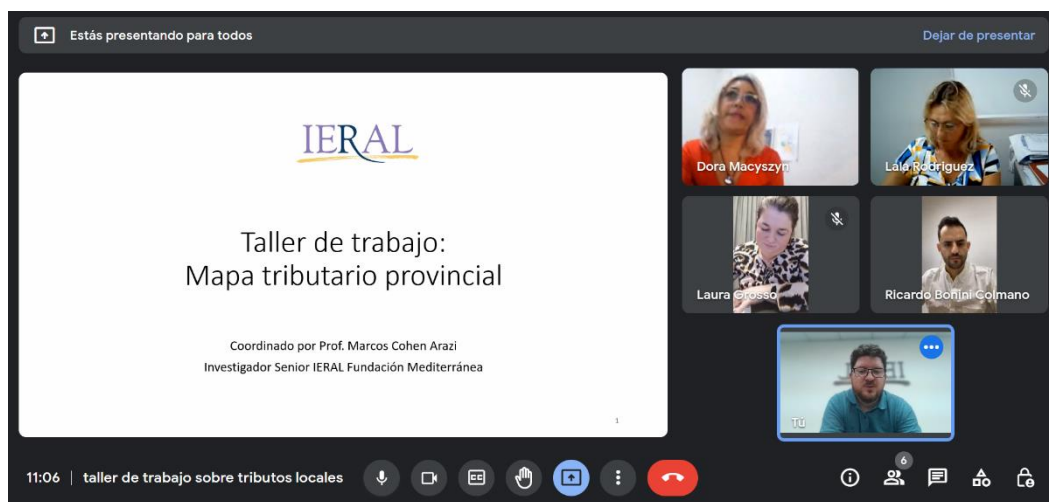 Estás presentando para todos
Dejar de presentar
IERAL
Taller de trabajo:
Mapa tributario provincial
Coordinado por Prof. Marcos Cohen Arazi
Investigador Senior IERAL Fundación Mediterránea
1
Dora Macyszyn
Lala Rodriguez
Laura Grosso
Ricardo Bonini Colmano
Tú
11:06 | taller de trabajo sobre tributos locales
6